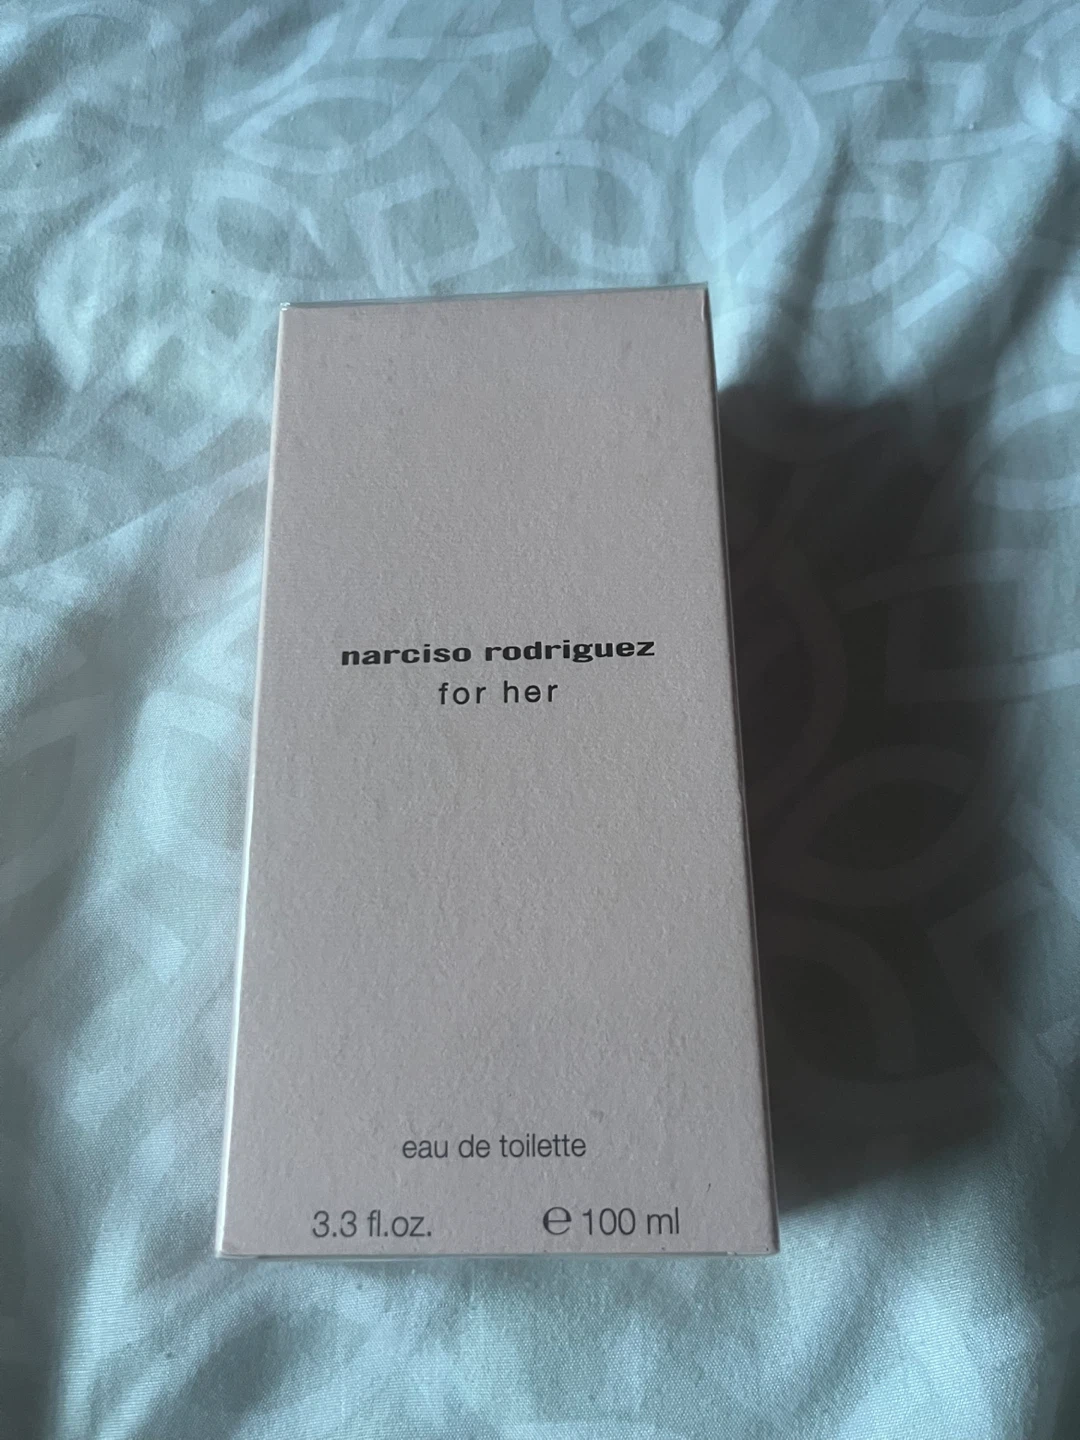 narciso rodriguez
for her
eau de toilette
3.3 fl.oz. ℮ 100 ml